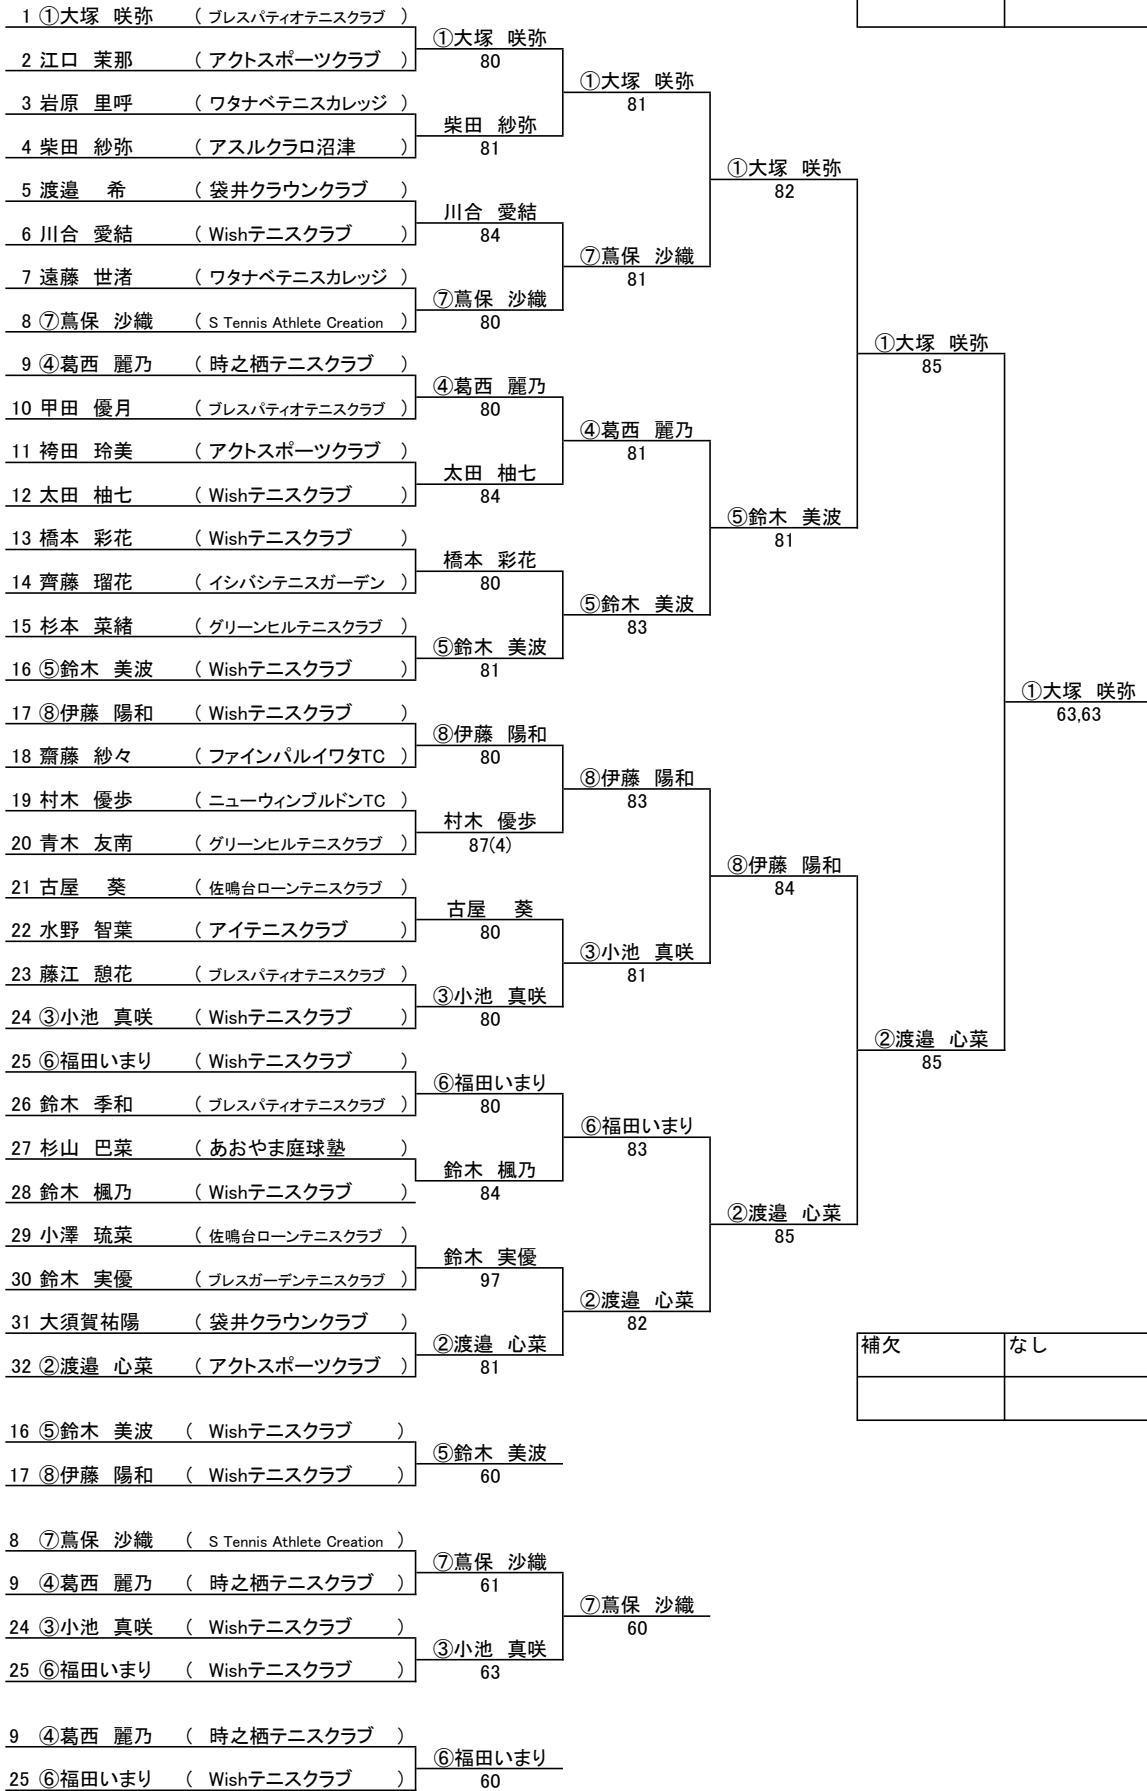 1 ①大塚 咲弥 ( ブレスパティオテニスクラブ )
①大塚 咲弥
2 江口 茉那 ( アクトスポーツクラブ )
80
①大塚 咲弥
3 岩原 里呼 ( ワタナベテニスカレッジ )
81
柴田 紗弥
4 柴田 紗弥 ( アスルクラロ沼津 )
81
①大塚 咲弥
5 渡邉 希 ( 袋井クラウンクラブ )
82
川合 愛結
6 川合 愛結 ( Wishテニスクラブ )
84
⑦蔦保 沙織
7 遠藤 世渚 ( ワタナベテニスカレッジ )
81
⑦蔦保 沙織
8 ⑦蔦保 沙織 ( S Tennis Athlete Creation )
80
①大塚 咲弥
9 ④葛西 麗乃 ( 時之栖テニスクラブ )
85
④葛西 麗乃
10 甲田 優月 ( ブレスパティオテニスクラブ )
80
④葛西 麗乃
11 袴田 玲美 ( アクトスポーツクラブ )
81
太田 柚七
12 太田 柚七 ( Wishテニスクラブ )
84
⑤鈴木 美波
13 橋本 彩花 ( Wishテニスクラブ )
81
橋本 彩花
14 齊藤 瑠花 ( イシバシテニスガーデン )
80
⑤鈴木 美波
15 杉本 菜緒 ( グリーンヒルテニスクラブ )
83
⑤鈴木 美波
16 ⑤鈴木 美波 ( Wishテニスクラブ )
81
①大塚 咲弥
17 ⑧伊藤 陽和 ( Wishテニスクラブ )
63,63
⑧伊藤 陽和
18 齋藤 紗々 ( ファインパルイワタTC )
80
⑧伊藤 陽和
19 村木 優歩 ( ニューウィンブルドンTC )
83
村木 優歩
20 青木 友南 ( グリーンヒルテニスクラブ )
87(4)
⑧伊藤 陽和
21 古屋 葵 ( 佐鳴台ローンテニスクラブ )
84
古屋 葵
22 水野 智葉 ( アイテニスクラブ )
80
③小池 真咲
23 藤江 憩花 ( ブレスパティオテニスクラブ )
81
③小池 真咲
24 ③小池 真咲 ( Wishテニスクラブ )
80
②渡邉 心菜
25 ⑥福田いまり ( Wishテニスクラブ )
85
⑥福田いまり
26 鈴木 季和 ( ブレスパティオテニスクラブ )
80
⑥福田いまり
27 杉山 巴菜 ( あおやま庭球塾 )
83
鈴木 楓乃
28 鈴木 楓乃 ( Wishテニスクラブ )
84
②渡邉 心菜
29 小澤 琉菜 ( 佐鳴台ローンテニスクラブ )
85
鈴木 実優
30 鈴木 実優 ( ブレスガーデンテニスクラブ )
97
②渡邉 心菜
31 大須賀祐陽 ( 袋井クラウンクラブ )
82
②渡邉 心菜
補欠 なし
32 ②渡邉 心菜 ( アクトスポーツクラブ )
81
16 ⑤鈴木 美波 ( Wishテニスクラブ )
⑤鈴木 美波
17 ⑧伊藤 陽和 ( Wishテニスクラブ )
60
8 ⑦蔦保 沙織 ( S Tennis Athlete Creation )
⑦蔦保 沙織
9 ④葛西 麗乃 ( 時之栖テニスクラブ )
61
⑦蔦保 沙織
24 ③小池 真咲 ( Wishテニスクラブ )
60
③小池 真咲
25 ⑥福田いまり ( Wishテニスクラブ )
63
9 ④葛西 麗乃 ( 時之栖テニスクラブ )
⑥福田いまり
25 ⑥福田いまり ( Wishテニスクラブ )
60